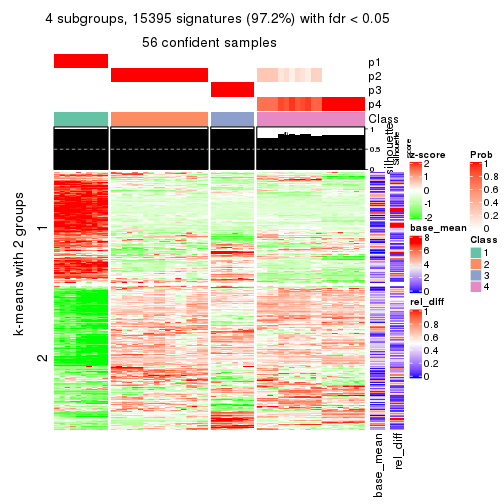 4 subgroups, 15395 signatures (97.2%) with fdr < 0.05
56 confident samples
p1
p2
p3
p4
Class
1
0.5
0
silhouette
Silhouette
score
k-means with 2 groups
1
2
base_mean
rel_diff
z-score
2
1
0
-1
-2
base_mean
8
6
4
2
0
rel_diff
1
0.8
0.6
0.4
0.2
0
Prob
1
0.8
0.6
0.4
0.2
0
Class
1
2
3
4